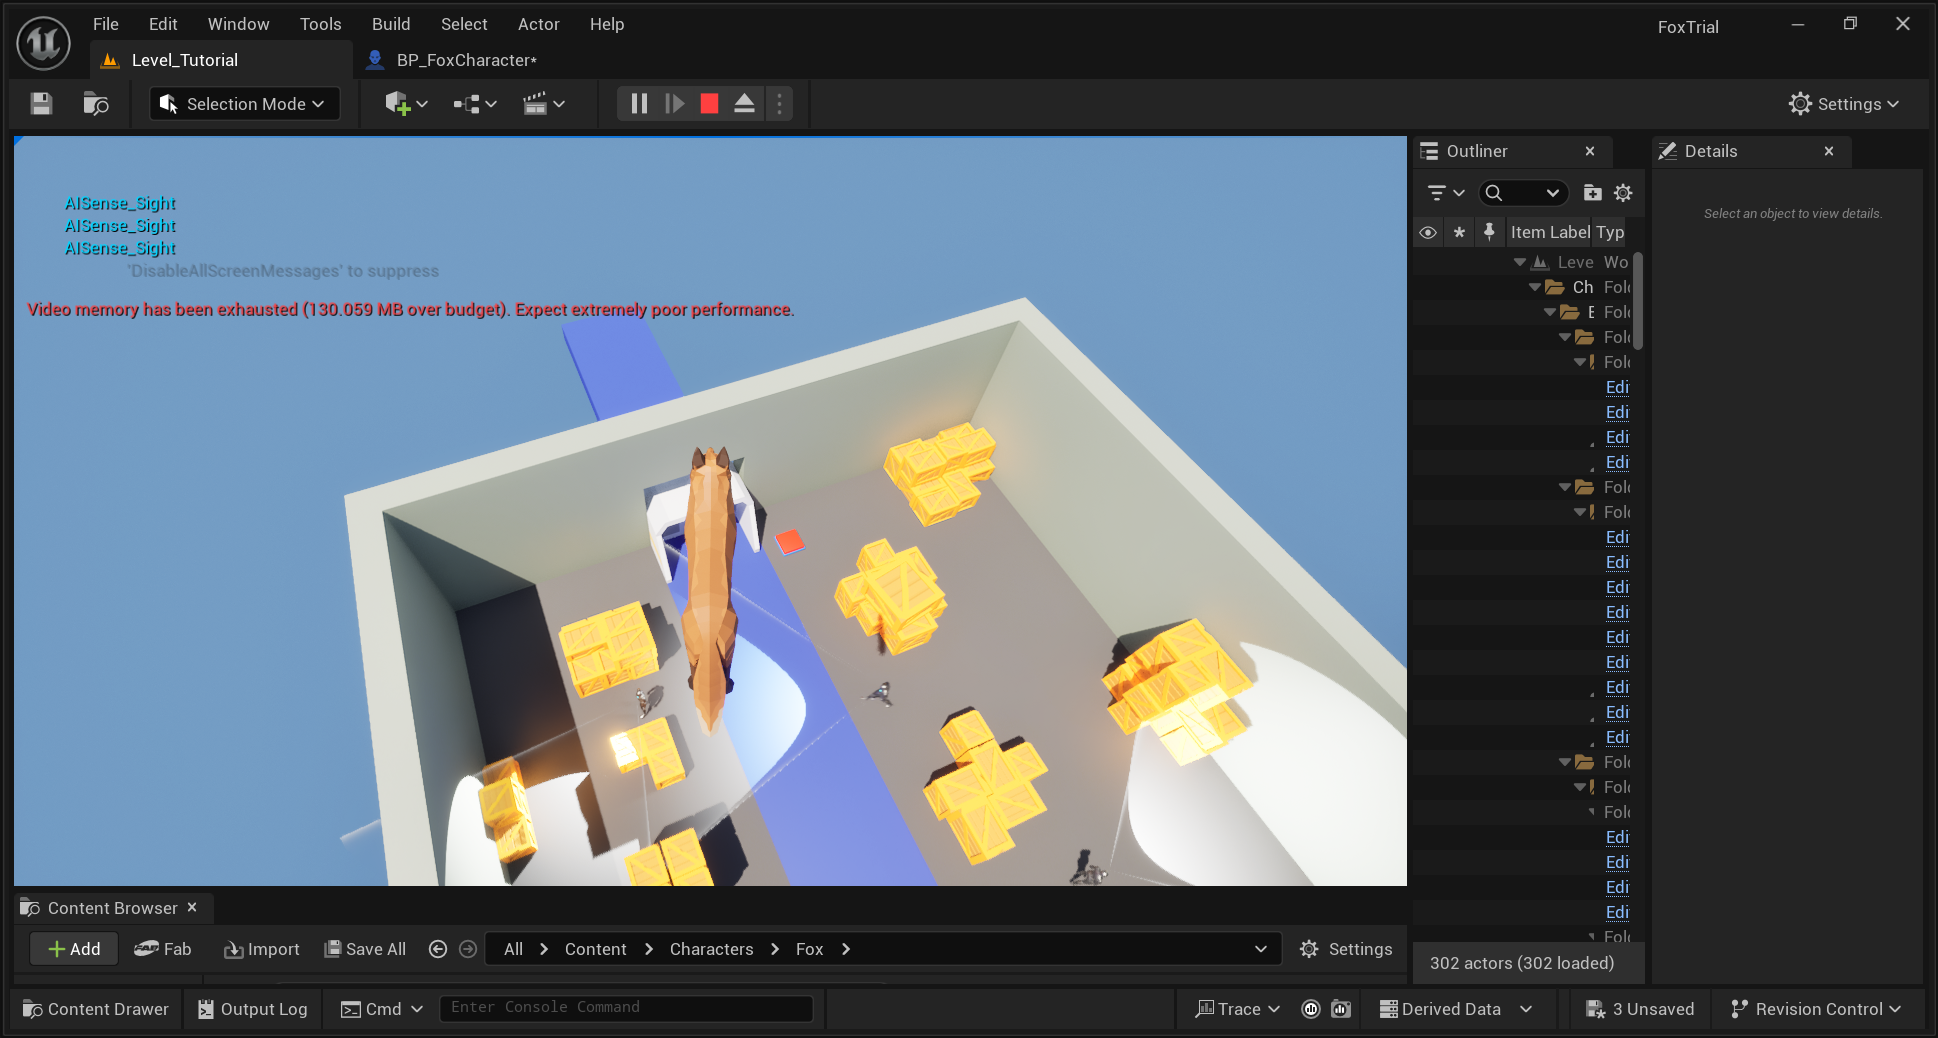 File Edit Window Tools Build Select Actor Help
FoxTrial
Level_Tutorial
BP_FoxCharacter*
Selection Mode
Settings
AISense_Sight
AISense_Sight
AISense_Sight
'DisableAllScreenMessages' to suppress
Video memory has been exhausted (130.059 MB over budget). Expect extremely poor performance.
Outliner
Item Label Typ
Leve Wo
Ch Fol
E Fol
Fol
Fol
Edi
Edi
Edi
Edi
Fol
Fol
Edi
Edi
Edi
Edi
Edi
Edi
Edi
Edi
Edi
Fol
Fol
Fol
Edi
Edi
Edi
Edi
Fol
302 actors (302 loaded)
Details
Select an object to view details.
Content Browser
Add Fab Import Save All All Content Characters Fox Settings
Content Drawer Output Log Cmd Enter Console Command Trace Derived Data 3 Unsaved Revision Control